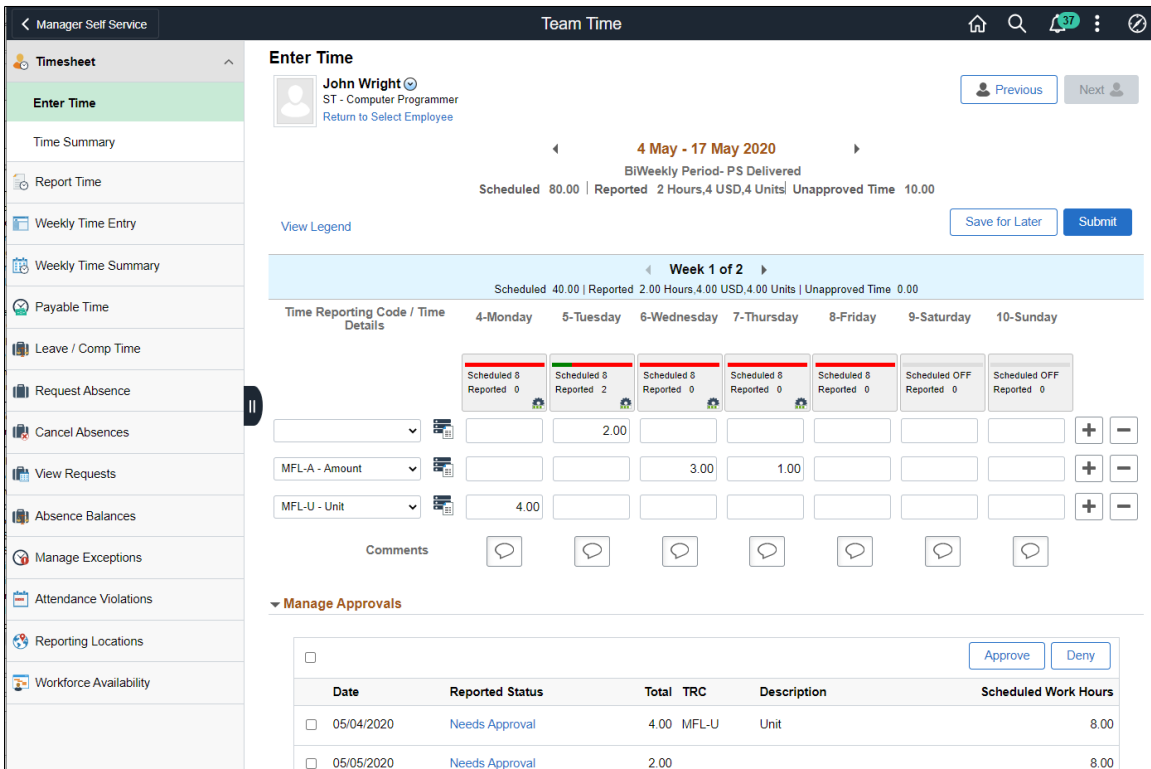 Manager Self Service
Team Time
37
Timesheet
Enter Time
Time Summary
Report Time
Weekly Time Entry
Weekly Time Summary
Payable Time
Leave / Comp Time
Request Absence
Cancel Absences
View Requests
Absence Balances
Manage Exceptions
Attendance Violations
Reporting Locations
Workforce Availability
Enter Time
John Wright
ST - Computer Programmer
Return to Select Employee
Previous
Next
4 May - 17 May 2020
BiWeekly Period- PS Delivered
Scheduled 80.00 | Reported 2 Hours,4 USD,4 Units| Unapproved Time 10.00
View Legend
Save for Later
Submit
Week 1 of 2
Scheduled 40.00 | Reported 2.00 Hours,4.00 USD,4.00 Units | Unapproved Time 0.00
Time Reporting Code / Time Details
4-Monday 5-Tuesday 6-Wednesday 7-Thursday 8-Friday 9-Saturday 10-Sunday
Scheduled 8 Scheduled 8 Scheduled 8 Scheduled 8 Scheduled 8 Scheduled OFF Scheduled OFF
Reported 0 Reported 2 Reported 0 Reported 0 Reported 0 Reported 0 Reported 0
2.00
MFL-A - Amount 3.00 1.00
MFL-U - Unit 4.00
Comments
Manage Approvals
Approve Deny
Date Reported Status Total TRC Description Scheduled Work Hours
05/04/2020 Needs Approval 4.00 MFL-U Unit 8.00
05/05/2020 Needs Approval 2.00 8.00